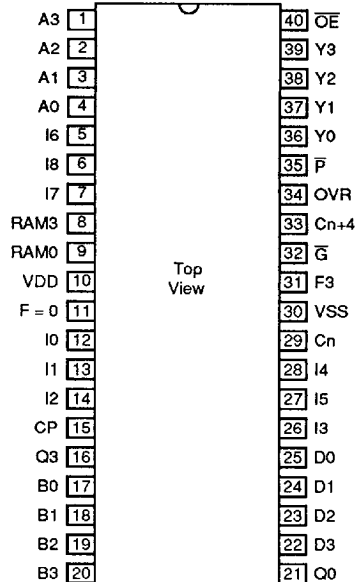 A3 1 40 O̅E̅
A2 2 39 Y3
A1 3 38 Y2
A0 4 37 Y1
I6 5 36 Y0
I8 6 35 P̅
I7 7 34 OVR
RAM3 8 33 Cn+4
RAM0 9 32 G̅
VDD 10 31 F3
F = 0 11 30 VSS
I0 12 29 Cn
I1 13 28 I4
I2 14 27 I5
CP 15 26 I3
Q3 16 25 D0
B0 17 24 D1
B1 18 23 D2
B2 19 22 D3
B3 20 21 Q0
Top
View